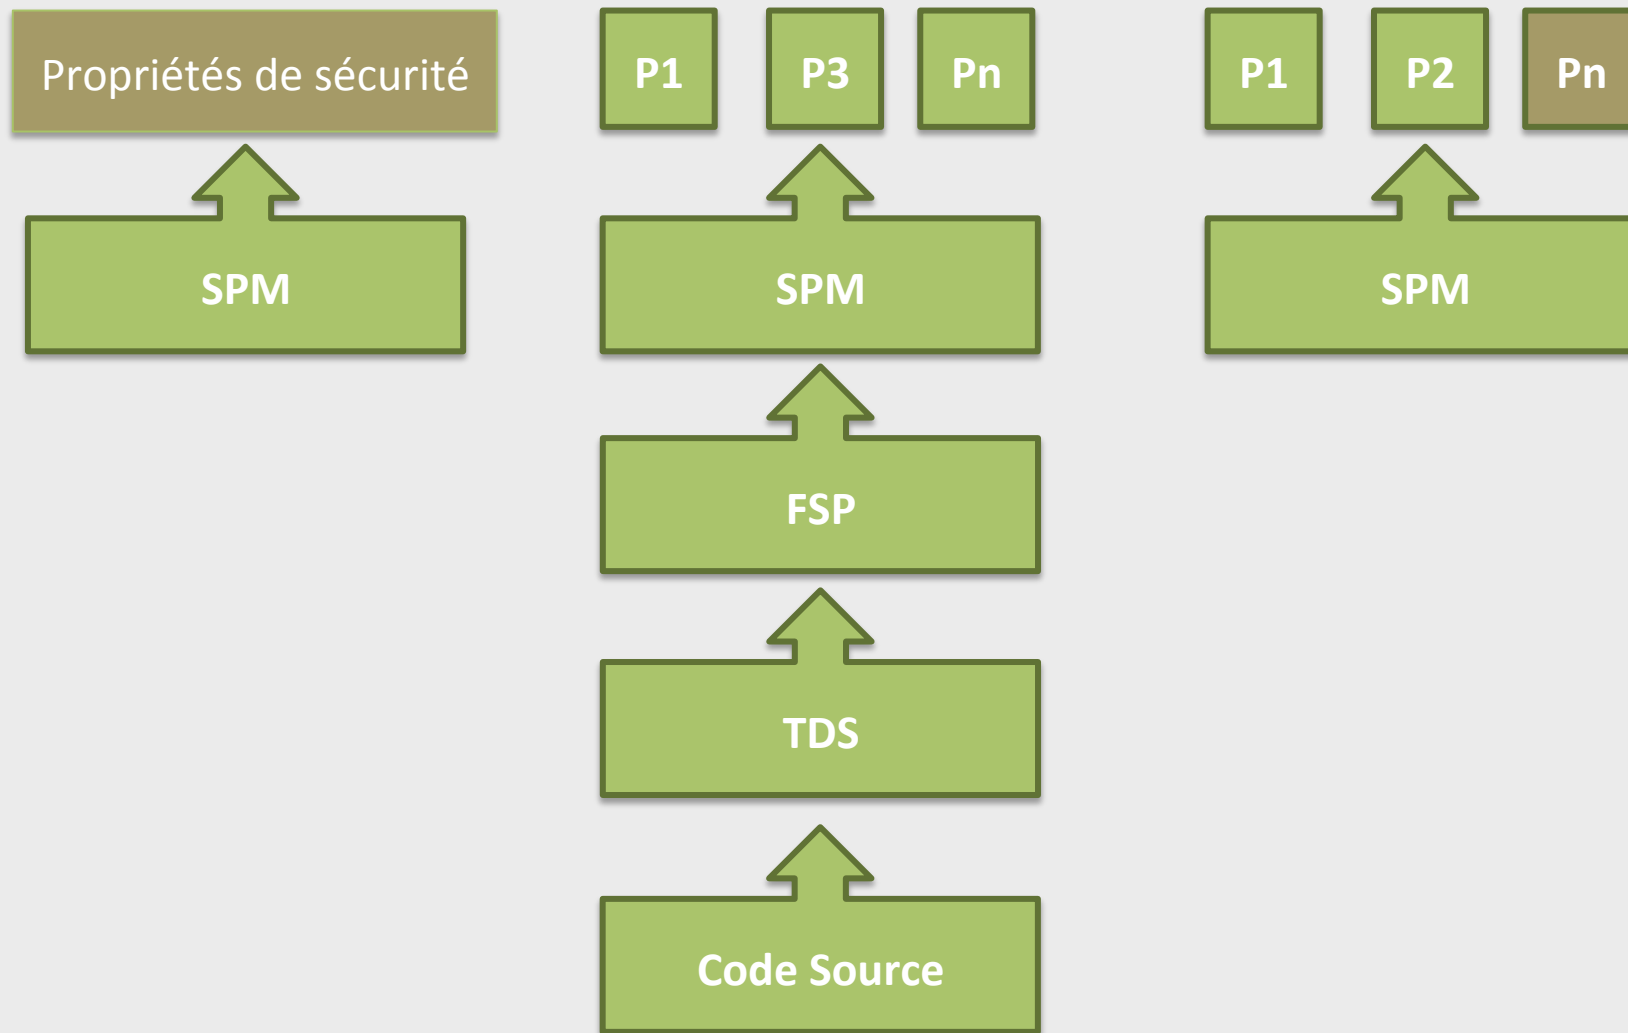 Propriétés de sécurité
P1
P3
Pn
P1
P2
Pn
SPM
SPM
SPM
FSP
TDS
Code Source